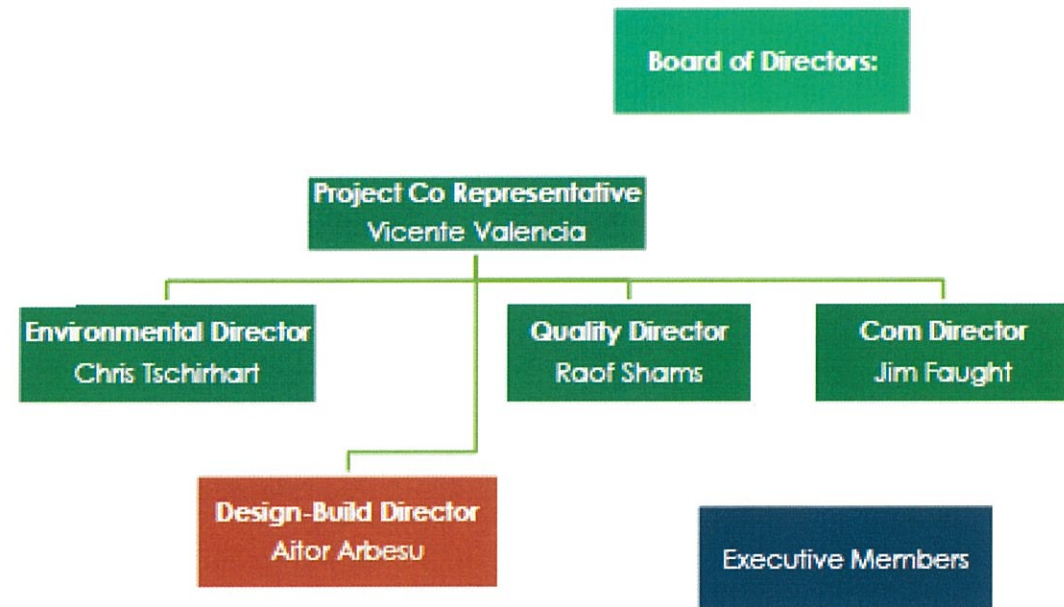 Board of Directors:
Project Co Representative
Vicente Valencia
Environmental Director
Chris Tschirhart
Quality Director
Raof Shams
Com Director
Jim Faught
Design-Build Director
Aitor Arbesu
Executive Members